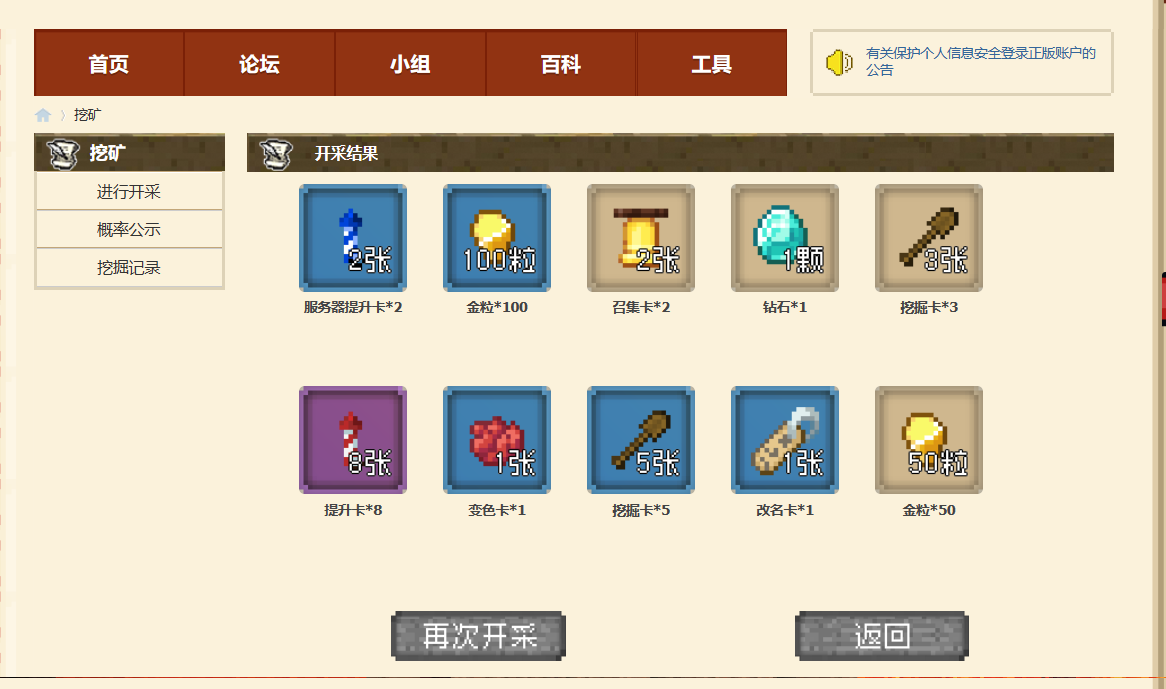 首页 论坛 小组 百科 工具
有关保护个人信息安全登录正版账户的
公告
挖矿
挖矿
进行开采
概率公示
挖掘记录
开采结果
2张 100粒 2张 1颗 3张
服务器提升卡*2 金粒*100 召集卡*2 钻石*1 挖掘卡*3
8张 1张 5张 1张 50粒
提升卡*8 变色卡*1 挖掘卡*5 改名卡*1 金粒*50
再次开采 返回